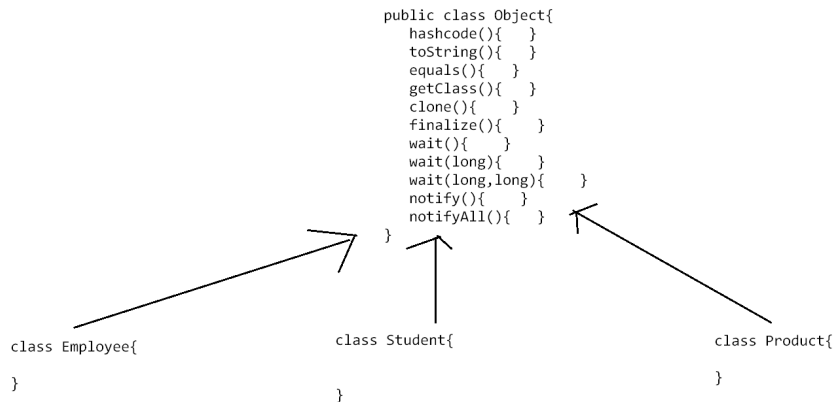 public class Object{
hashcode(){ }
toString(){ }
equals(){ }
getClass(){ }
clone(){ }
finalize(){ }
wait(){ }
wait(long){ }
wait(long,long){ }
notify(){ }
notifyAll(){ }
}
class Employee{
}
class Student{
}
class Product{
}